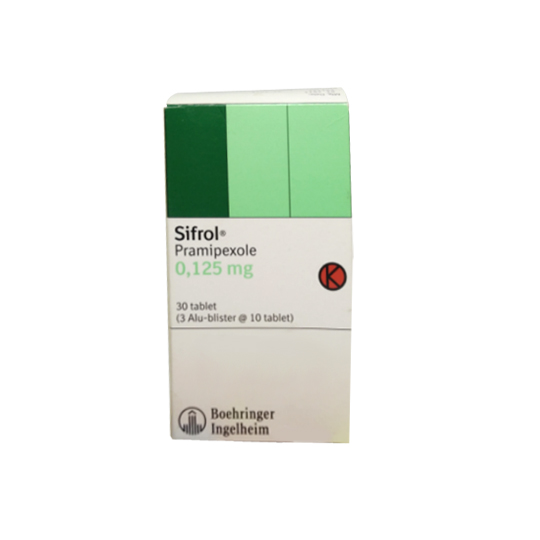 Sifrol®
Pramipexole
0,125 mg
K
30 tablet
(3 Alu-blister @ 10 tablet)
Boehringer
Ingelheim